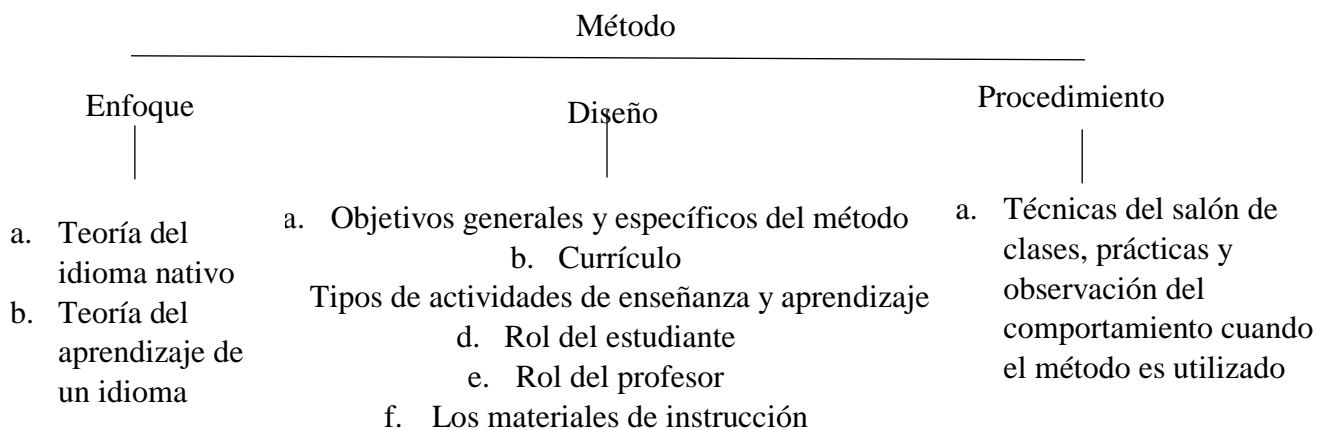 Método
Enfoque
Diseño
Procedimiento
a. Teoría del
idioma nativo
b. Teoría del
aprendizaje de
un idioma
a. Objetivos generales y específicos del método
b. Currículo
Tipos de actividades de enseñanza y aprendizaje
d. Rol del estudiante
e. Rol del profesor
f. Los materiales de instrucción
a. Técnicas del salón de
clases, prácticas y
observación del
comportamiento cuando
el método es utilizado